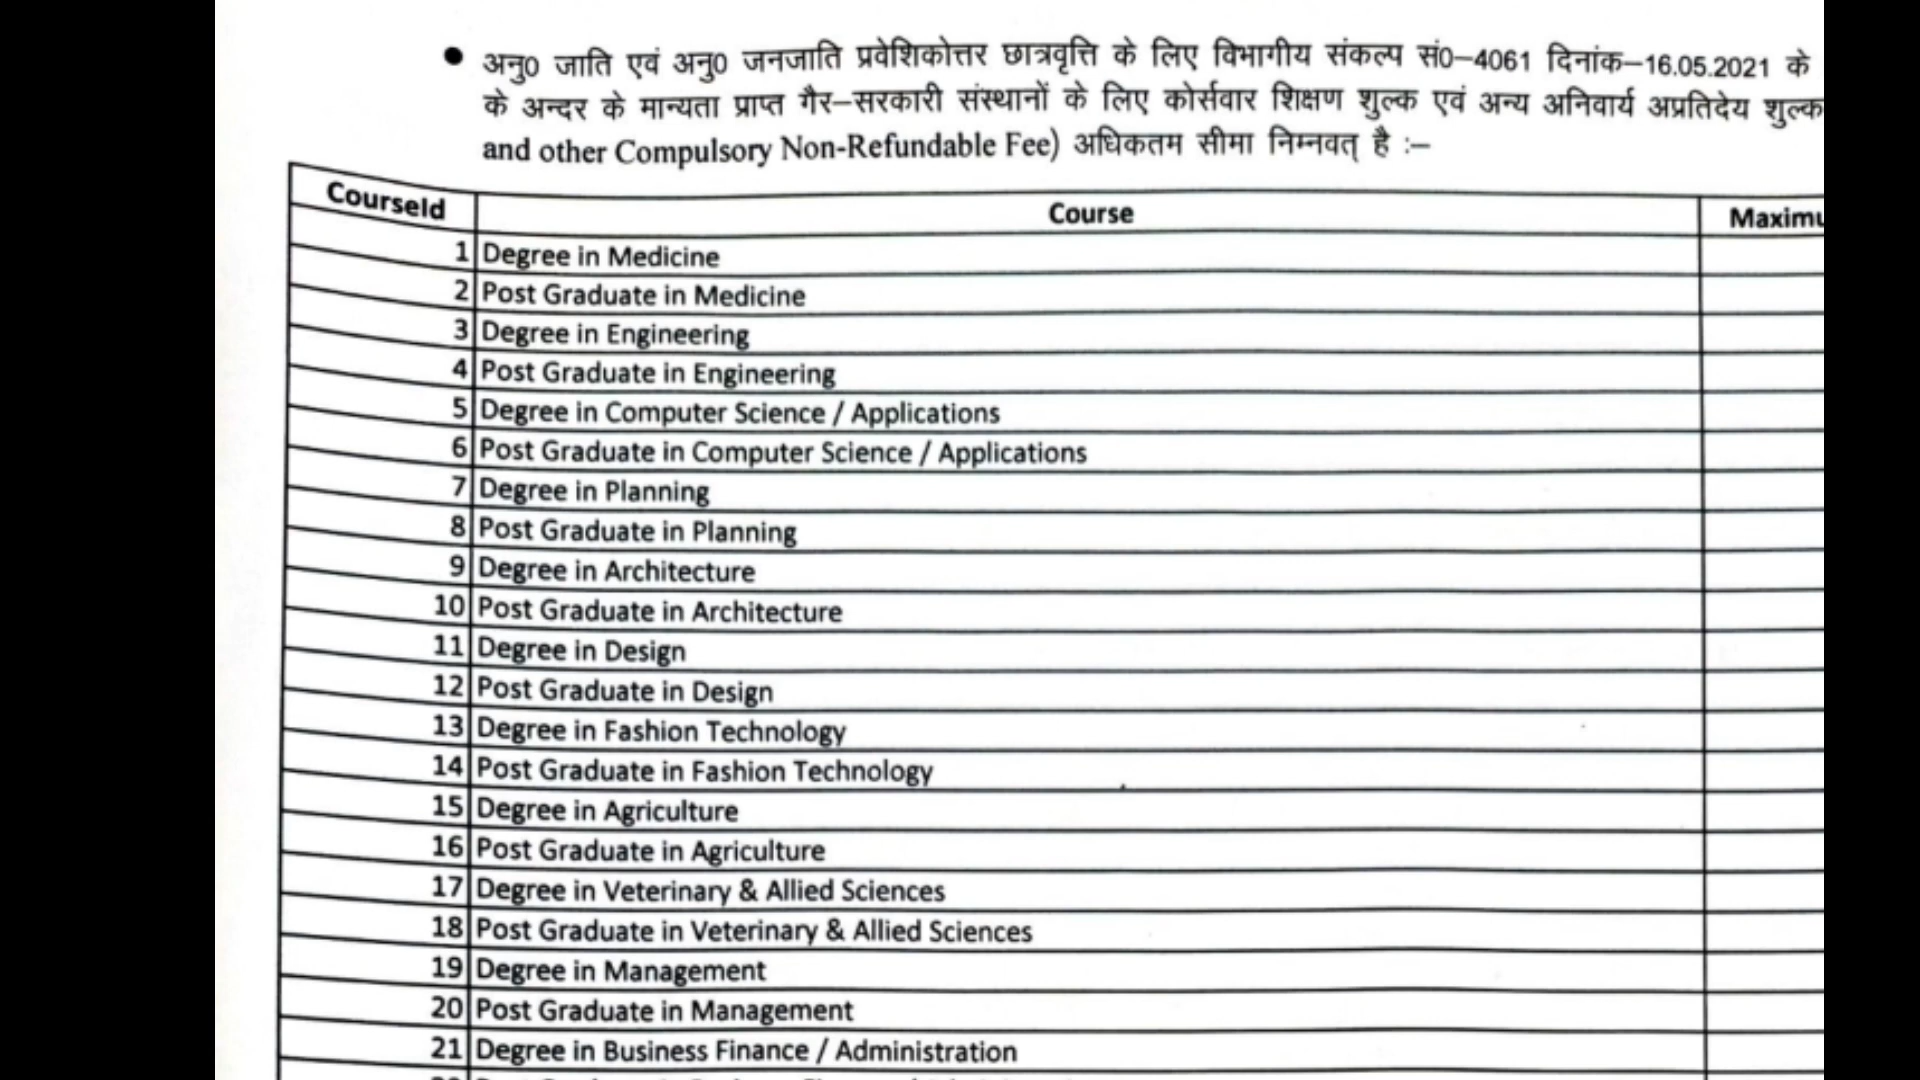 • अनु0 जाति एवं अनु0 जनजाति प्रवेशिकोत्तर छात्रवृत्ति के लिए विभागीय संकल्प सं0–4061 दिनांक–16.05.2021 के
के अन्दर के मान्यता प्राप्त गैर–सरकारी संस्थानों के लिए कोर्सवार शिक्षण शुल्क एवं अन्य अनिवार्य अप्रतिदेय शुल्क
and other Compulsory Non-Refundable Fee) अधिकतम सीमा निम्नवत् है :–
CourseId Course Maximu
1 Degree in Medicine
2 Post Graduate in Medicine
3 Degree in Engineering
4 Post Graduate in Engineering
5 Degree in Computer Science / Applications
6 Post Graduate in Computer Science / Applications
7 Degree in Planning
8 Post Graduate in Planning
9 Degree in Architecture
10 Post Graduate in Architecture
11 Degree in Design
12 Post Graduate in Design
13 Degree in Fashion Technology
14 Post Graduate in Fashion Technology
15 Degree in Agriculture
16 Post Graduate in Agriculture
17 Degree in Veterinary & Allied Sciences
18 Post Graduate in Veterinary & Allied Sciences
19 Degree in Management
20 Post Graduate in Management
21 Degree in Business Finance / Administration